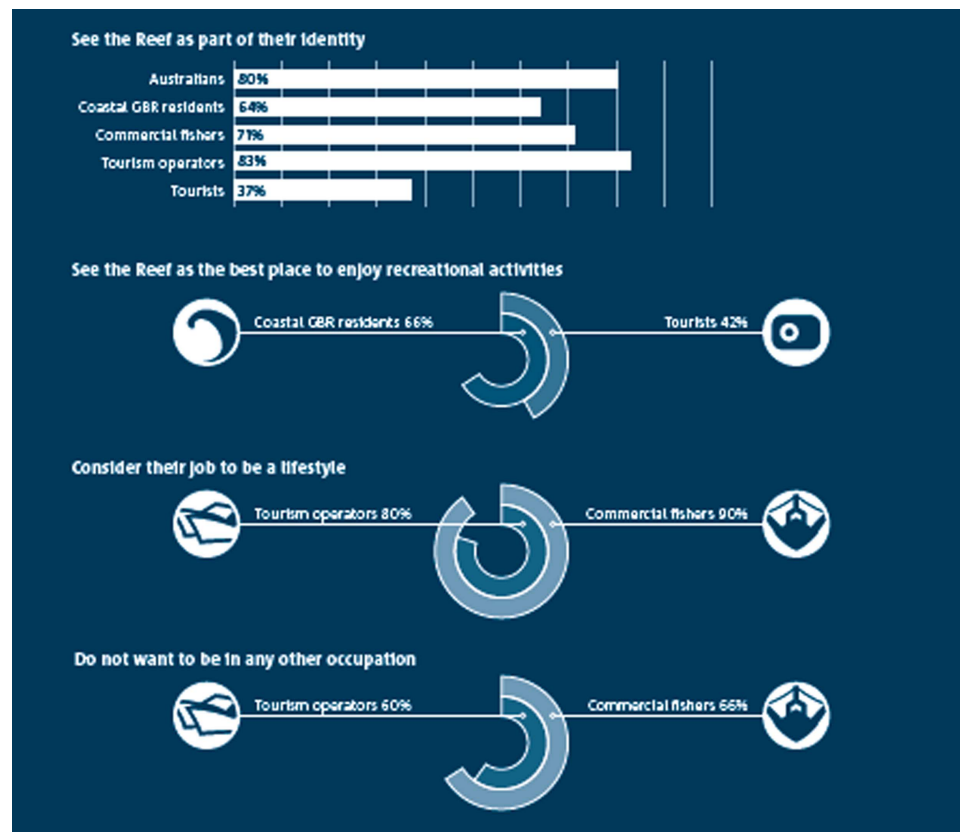 See the Reef as part of their identity
Australians 80%
Coastal GBR residents 64%
Commercial fishers 71%
Tourism operators 83%
Tourists 37%
See the Reef as the best place to enjoy recreational activities
Coastal GBR residents 66% Tourists 42%
Consider their job to be a lifestyle
Tourism operators 80% Commercial fishers 90%
Do not want to be in any other occupation
Tourism operators 60% Commercial fishers 66%